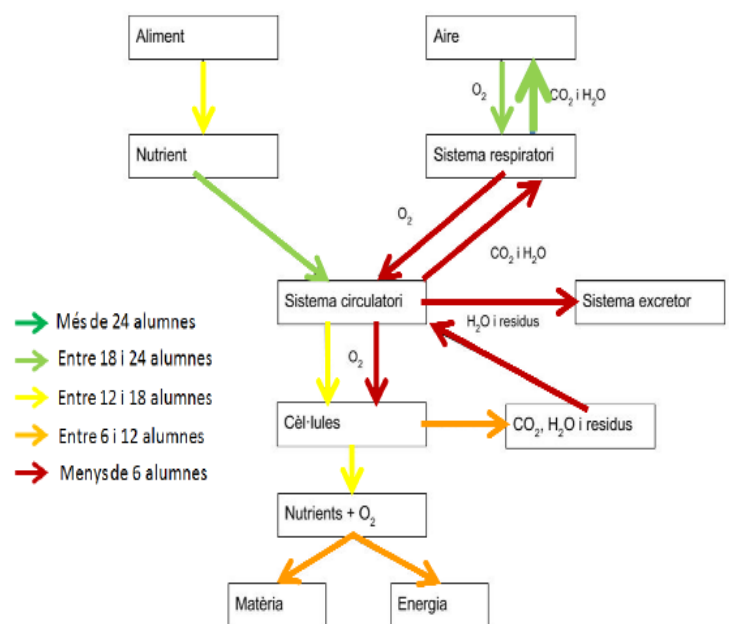 Aliment
Aire
O₂
CO₂ i H₂O
Nutrient
Sistema respiratori
O₂
CO₂ i H₂O
Sistema circulatori
Sistema excretor
H₂O i residus
Més de 24 alumnes
Entre 18 i 24 alumnes
Entre 12 i 18 alumnes
Entre 6 i 12 alumnes
Menys de 6 alumnes
O₂
Cèl·lules
CO₂, H₂O i residus
Nutrients + O₂
Matèria
Energia